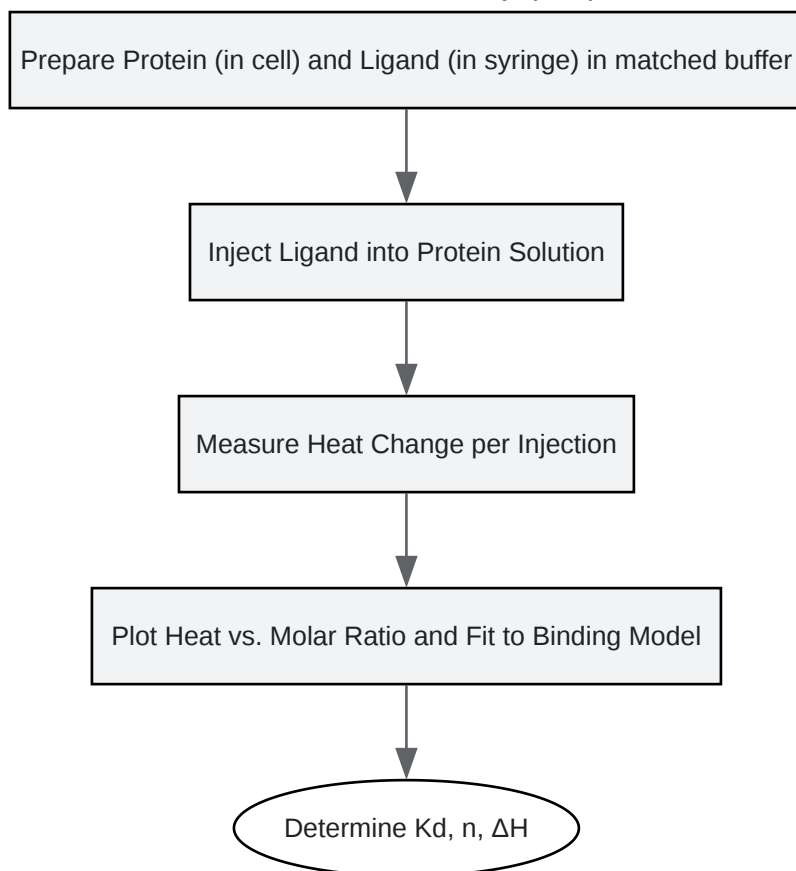 Prepare Protein (in cell) and Ligand (in syringe) in matched buffer
Inject Ligand into Protein Solution
Measure Heat Change per Injection
Plot Heat vs. Molar Ratio and Fit to Binding Model
Determine Kd, n, ΔH